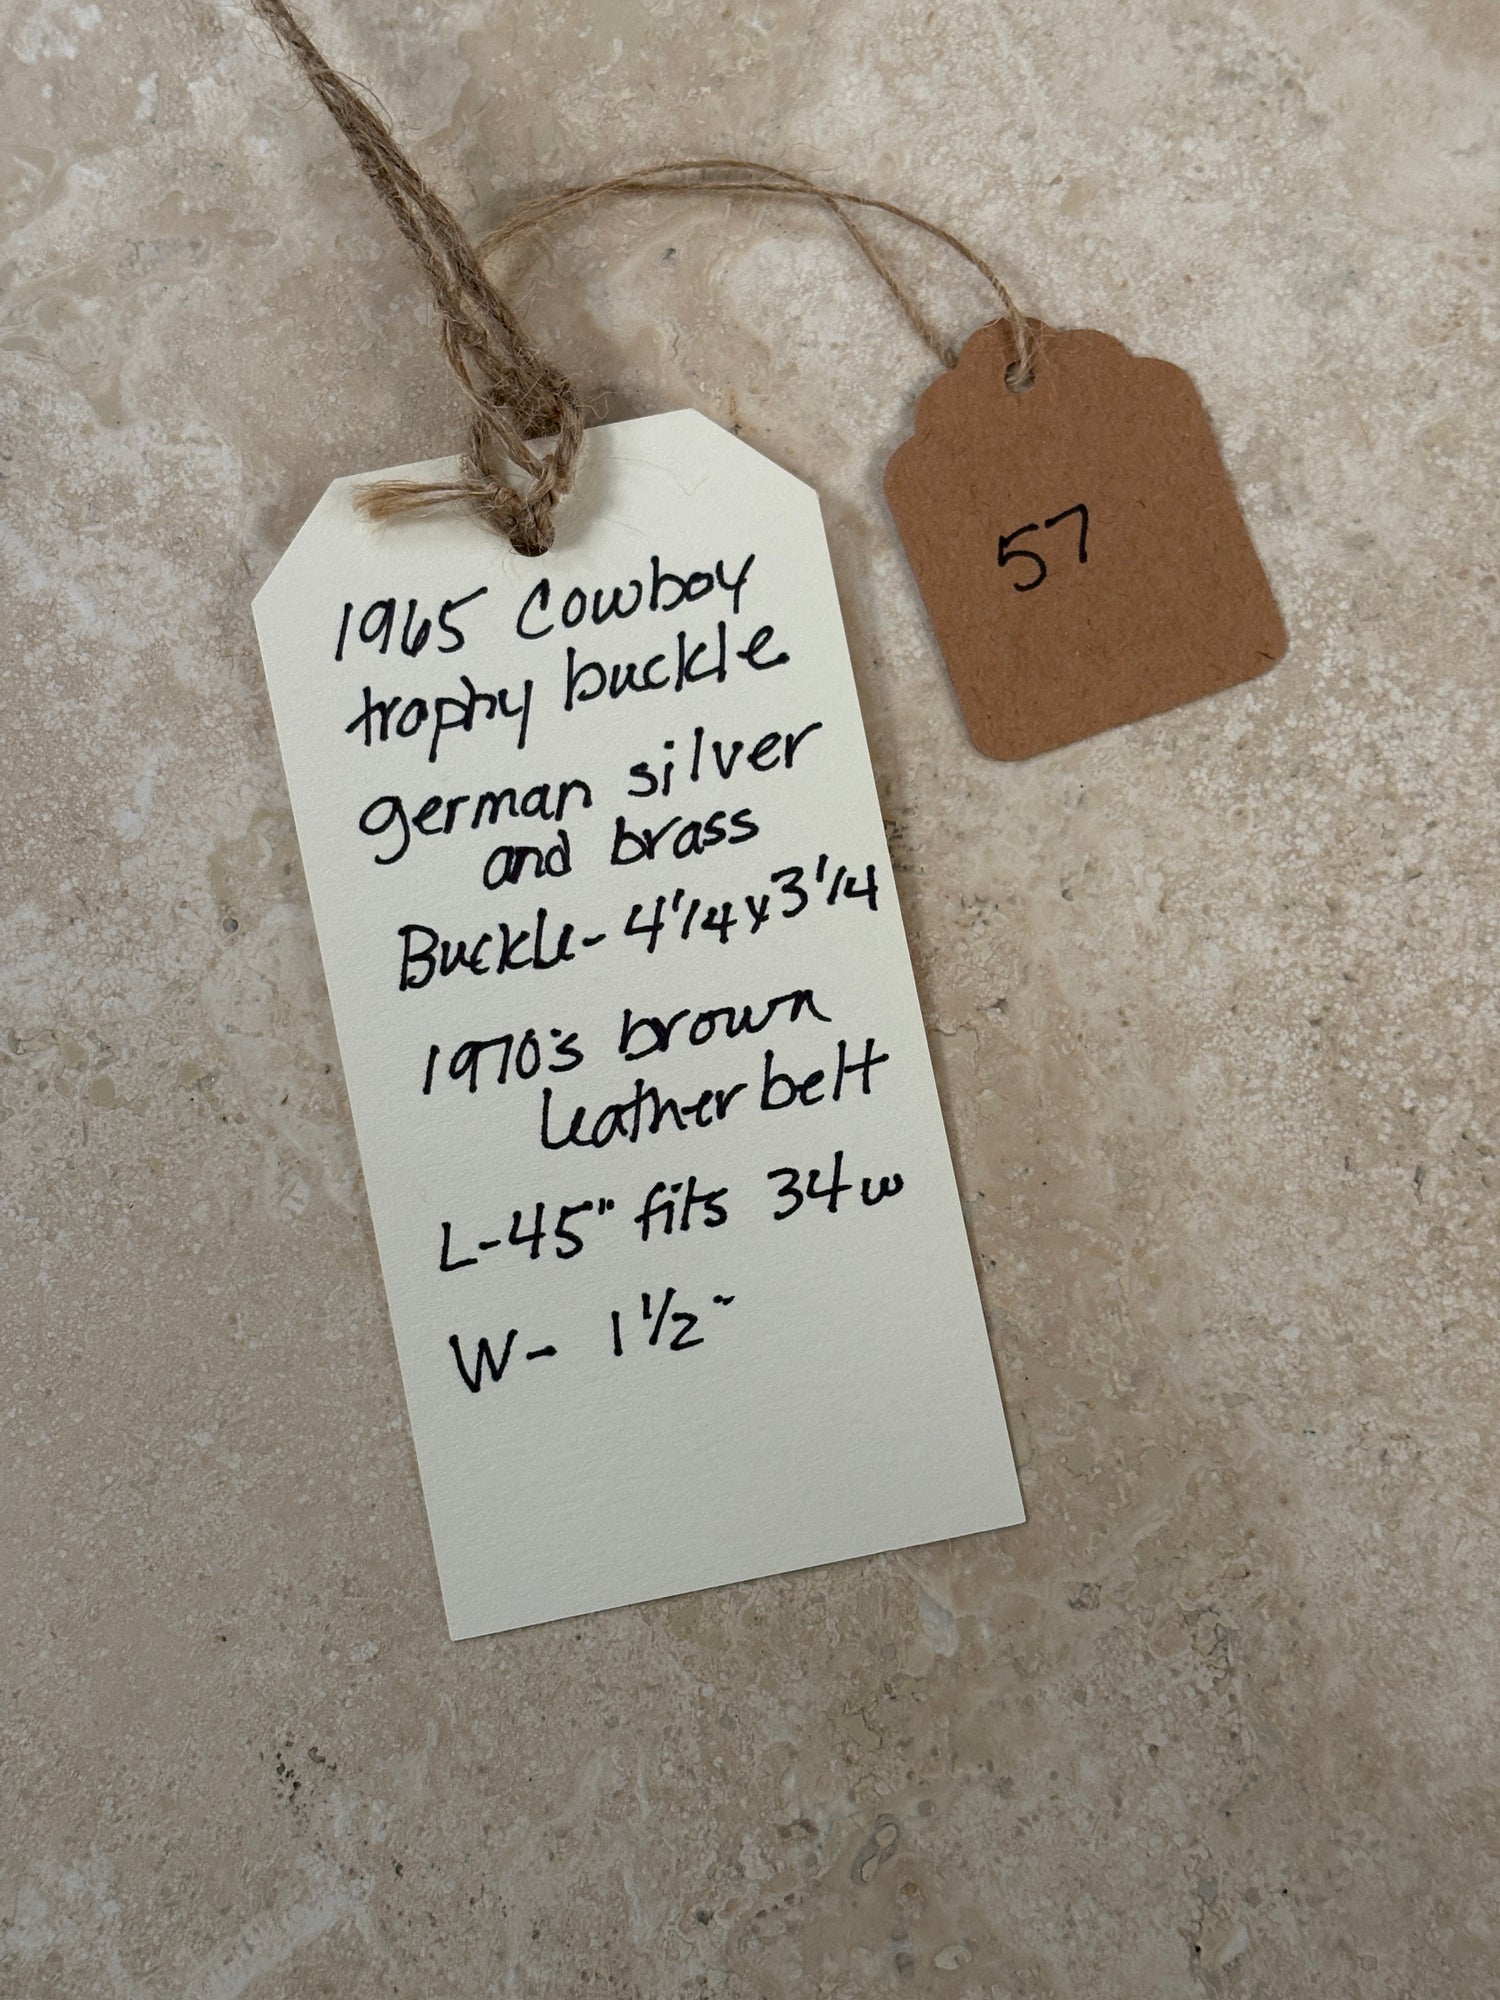 1965 Cowboy
trophy buckle
german silver
and brass
Buckle- 4 1/4 x 3 1/4
1970's brown
leather belt
L-45" fits 34w
W- 1 1/2"
57